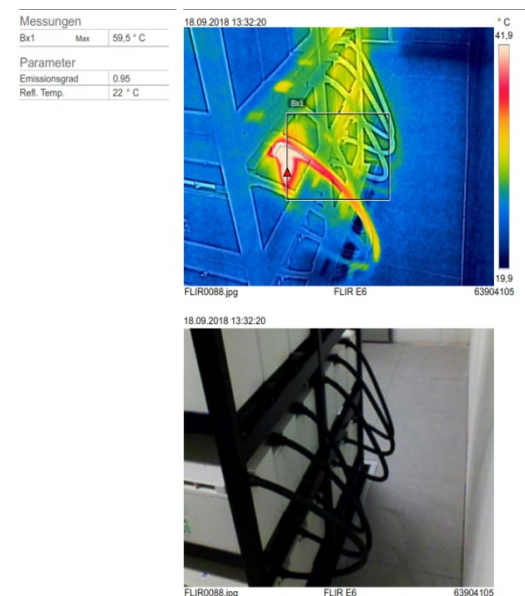 Messungen
Bx1 Max 59,5 ° C
Parameter
Emissionsgrad 0.95
Refl. Temp. 22 ° C
18.09.2018 13:32:20
° C
41,9
Bx1
19,9
FLIR0088.jpg FLIR E6 63904105
18.09.2018 13:32:20
FLIR0088.jpg FLIR E6 63904105